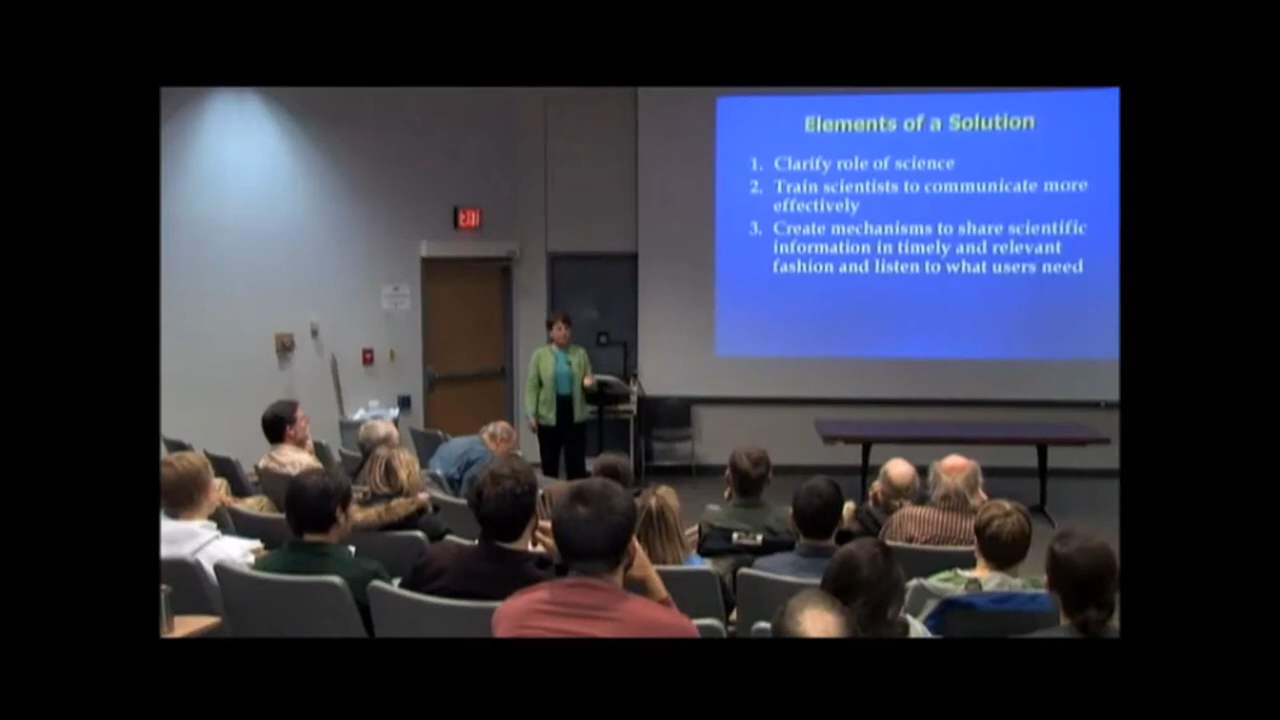 Elements of a Solution
1. Clarify role of science
2. Train scientists to communicate more
effectively
3. Create mechanisms to share scientific
information in timely and relevant
fashion and listen to what users need